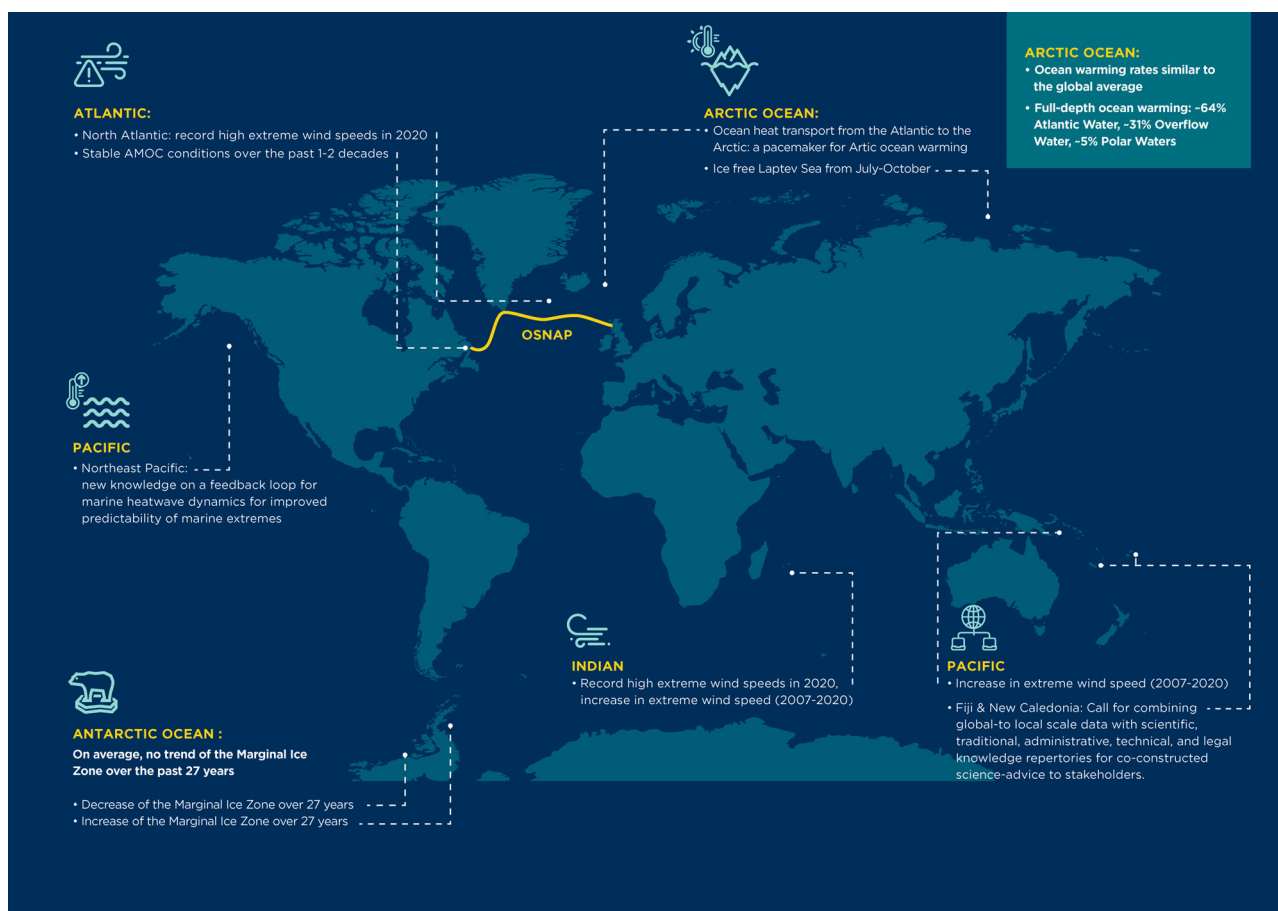 ATLANTIC:
• North Atlantic: record high extreme wind speeds in 2020
• Stable AMOC conditions over the past 1-2 decades
ARCTIC OCEAN:
• Ocean heat transport from the Atlantic to the
Arctic: a pacemaker for Artic ocean warming
• Ice free Laptev Sea from July-October
ARCTIC OCEAN:
• Ocean warming rates similar to
the global average
• Full-depth ocean warming: ~64%
Atlantic Water, ~31% Overflow
Water, ~5% Polar Waters
OSNAP
PACIFIC
• Northeast Pacific:
new knowledge on a feedback loop for
marine heatwave dynamics for improved
predictability of marine extremes
INDIAN
• Record high extreme wind speeds in 2020,
increase in extreme wind speed (2007-2020)
PACIFIC
• Increase in extreme wind speed (2007-2020)
• Fiji & New Caledonia: Call for combining
global-to local scale data with scientific,
traditional, administrative, technical, and legal
knowledge repertories for co-constructed
science-advice to stakeholders.
ANTARCTIC OCEAN :
On average, no trend of the Marginal Ice
Zone over the past 27 years
• Decrease of the Marginal Ice Zone over 27 years
• Increase of the Marginal Ice Zone over 27 years